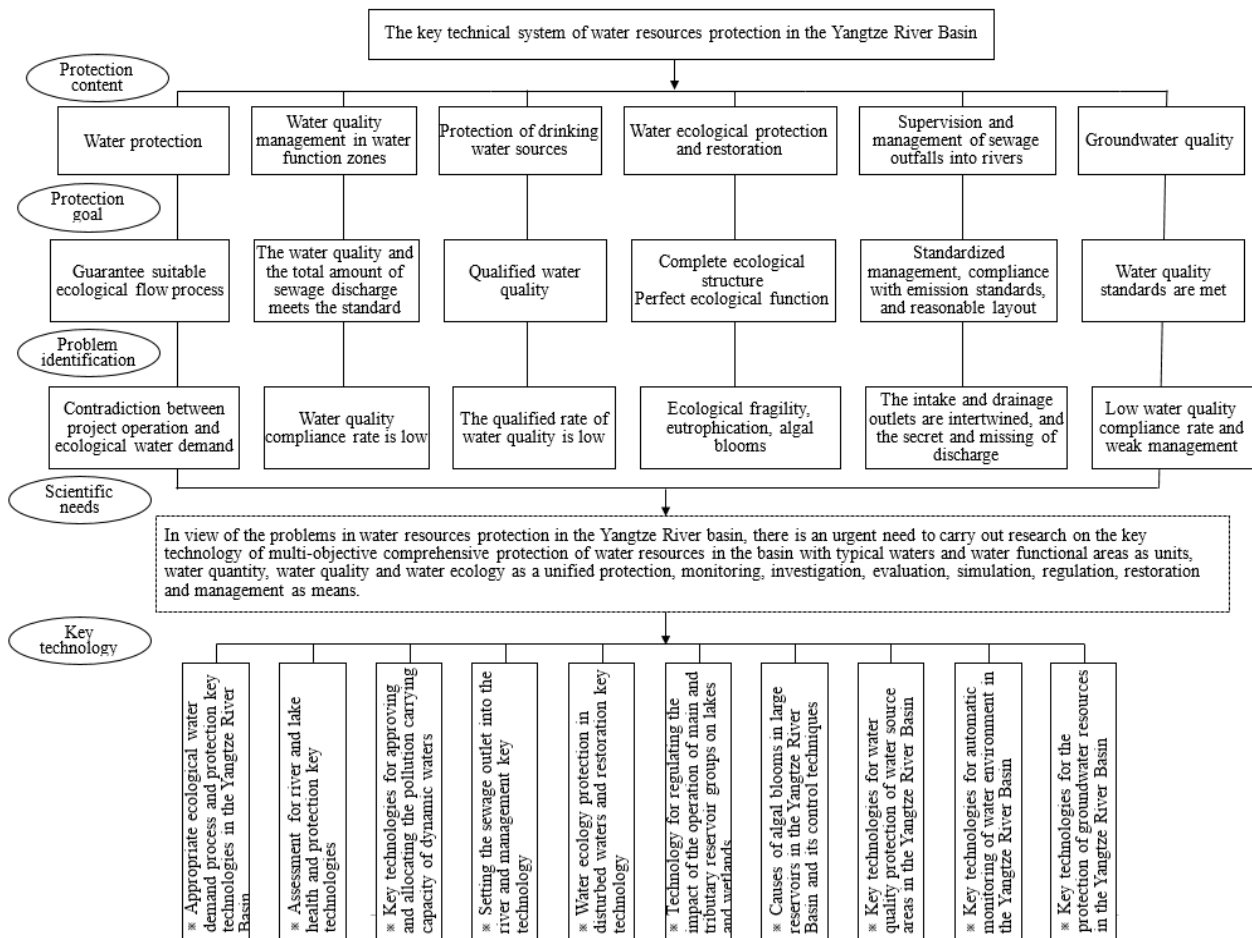 The key technical system of water resources protection in the Yangtze River Basin
Protection
content
Water protection
Water quality
management in water
function zones
Protection of drinking
water sources
Water ecological protection
and restoration
Supervision and
management of sewage
outfalls into rivers
Groundwater quality
Protection
goal
Guarantee suitable
ecological flow process
The water quality and
the total amount of
sewage discharge
meets the standard
Qualified water
quality
Complete ecological
structure
Perfect ecological function
Standardized
management, compliance
with emission standards,
and reasonable layout
Water quality
standards are met
Problem
identification
Contradiction between
project operation and
ecological water demand
Water quality
compliance rate is low
The qualified rate of
water quality is low
Ecological fragility,
eutrophication, algal
blooms
The intake and drainage
outlets are intertwined, and
the secret and missing of
discharge
Low water quality
compliance rate and
weak management
Scientific
needs
In view of the problems in water resources protection in the Yangtze River basin, there is an urgent need to carry out research on the key
technology of multi-objective comprehensive protection of water resources in the basin with typical waters and water functional areas as units,
water quantity, water quality and water ecology as a unified protection, monitoring, investigation, evaluation, simulation, regulation, restoration
and management as means.
Key
technology
※ Appropriate ecological water
demand process and protection key
technologies in the Yangtze River
Basin
※ Assessment for river and lake
health and protection key
technologies
※ Key technologies for approving
and allocating the pollution carrying
capacity of dynamic waters
※ Setting the sewage outlet into the
river and management key
technology
※ Water ecology protection in
disturbed waters and restoration key
technology
※ Technology for regulating the
impact of the operation of main and
tributary reservoir groups on lakes
and wetlands
※ Causes of algal blooms in large
reservoirs in the Yangtze River
Basin and its control techniques
※ Key technologies for water
quality protection of water source
areas in the Yangtze River Basin
※ Key technologies for automatic
monitoring of water environment in
the Yangtze River Basin
※ Key technologies for the
protection of groundwater resources
in the Yangtze River Basin